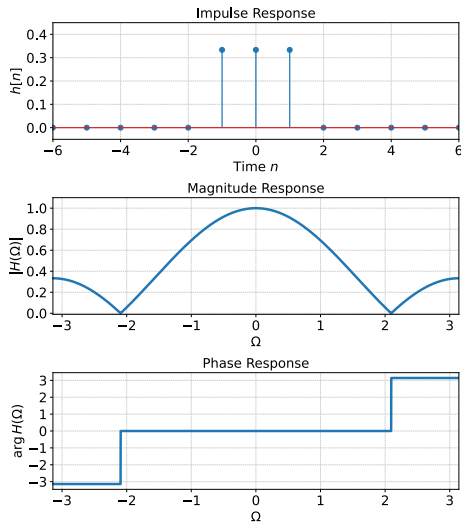 Impulse Response
0.4
0.3
0.2
0.1
0.0
h[n]
−6 −4 −2 0 2 4 6
Time n
Magnitude Response
1.0
0.8
0.6
0.4
0.2
0.0
|H(Ω)|
−3 −2 −1 0 1 2 3
Ω
Phase Response
3
2
1
0
−1
−2
−3
arg H(Ω)
−3 −2 −1 0 1 2 3
Ω